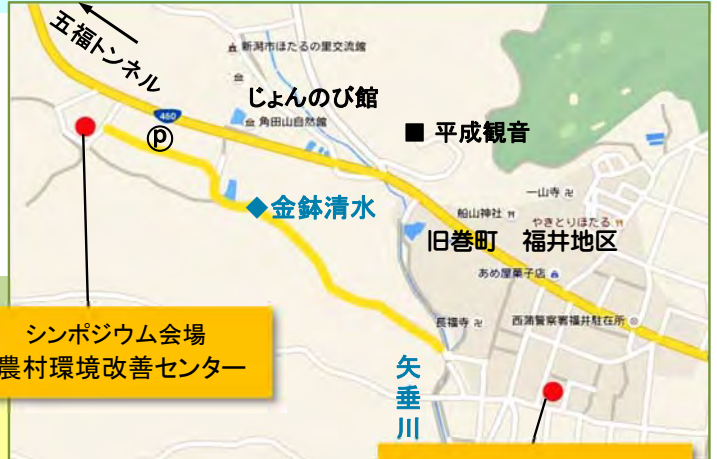 五福トンネル
新潟市ほたるの里交流館
じょんのび館
460
角田山自然館
P
■ 平成観音
◆金鉢清水
一山寺
船山神社
やきとりほたる
旧巻町 福井地区
あめ屋菓子店
長福寺
西蒲警察署福井駐在所
シンポジウム会場
農村環境改善センター
矢垂川